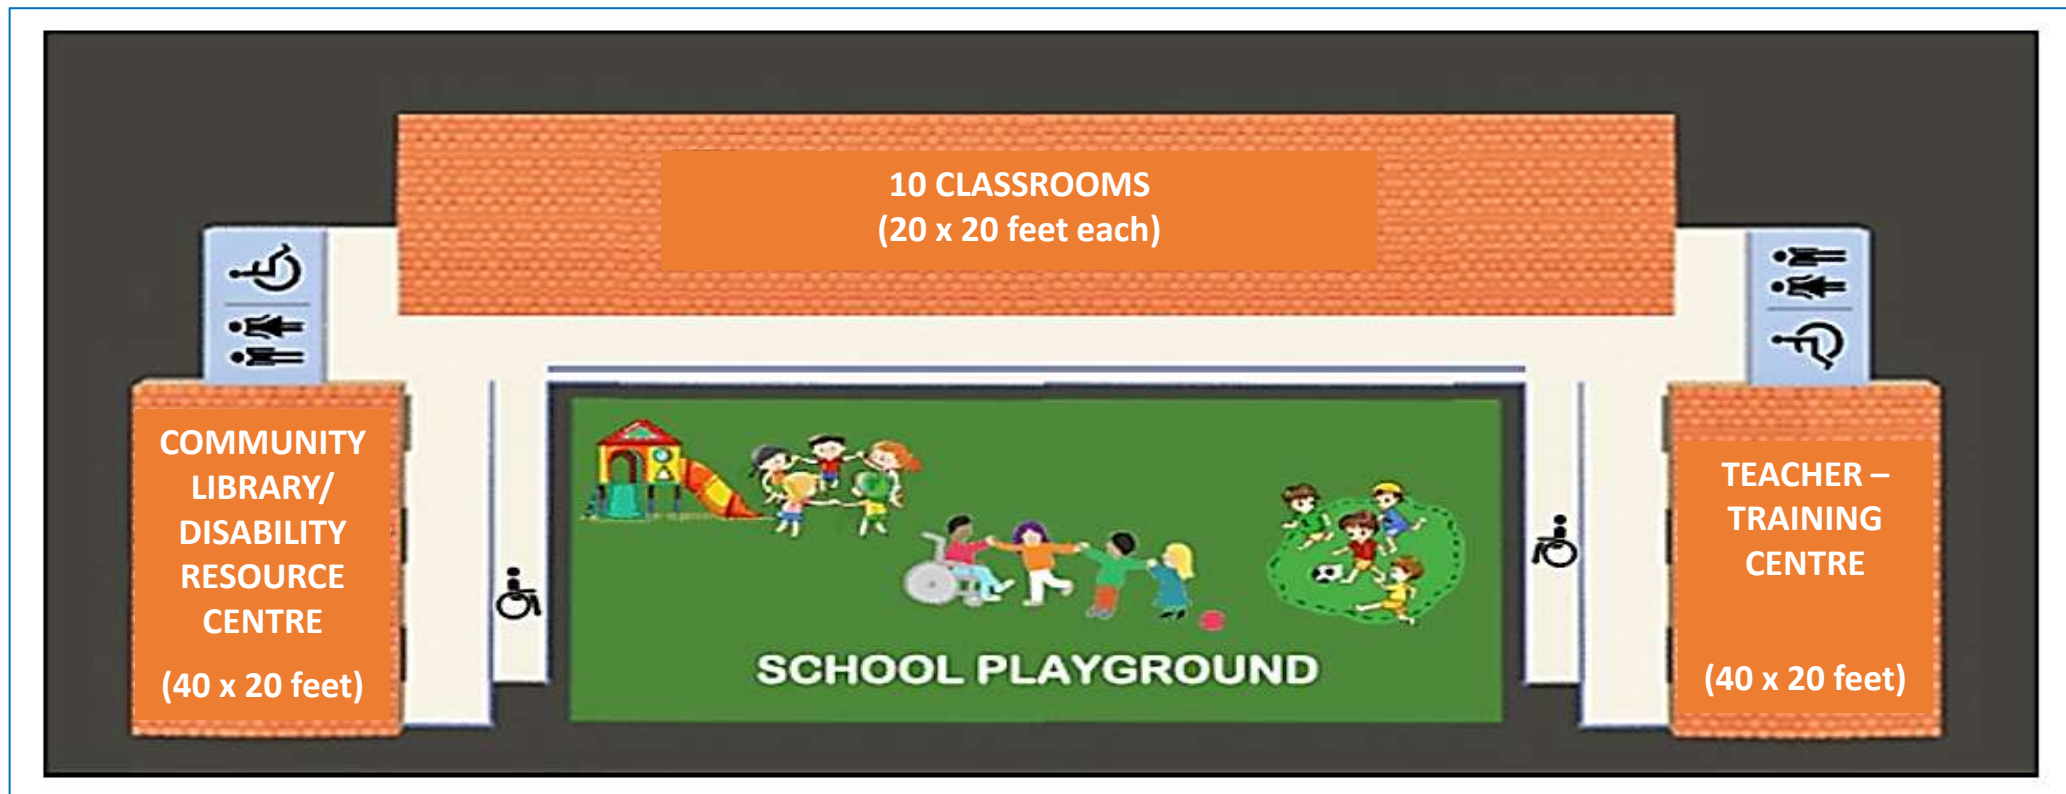 10 CLASSROOMS
(20 x 20 feet each)
COMMUNITY
LIBRARY/
DISABILITY
RESOURCE
CENTRE
(40 x 20 feet)
SCHOOL PLAYGROUND
TEACHER –
TRAINING
CENTRE
(40 x 20 feet)